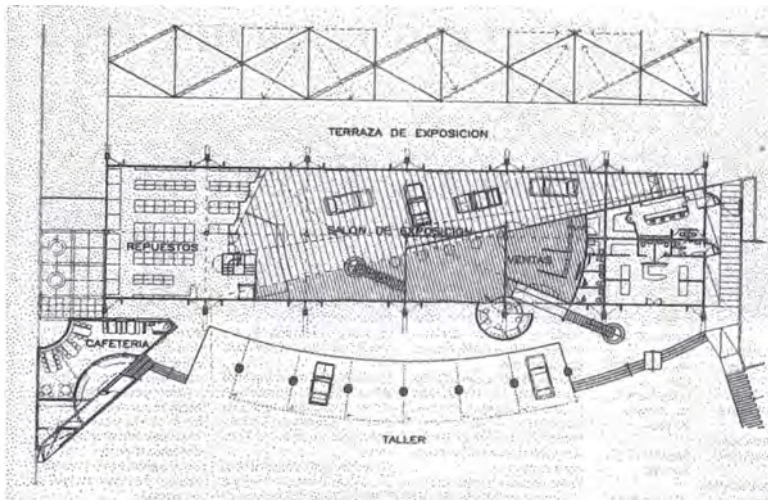 TERRAZA DE EXPOSICION
SALON DE EXPOSICION
REPUESTOS
VENTAS
CAFETERIA
TALLER